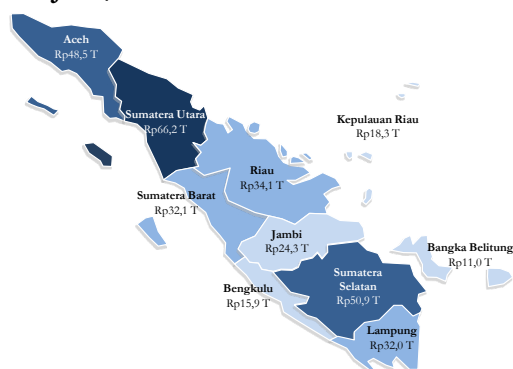 Aceh
Rp48,5 T
Sumatera Utara
Rp66,2 T
Kepulauan Riau
Rp18,3 T
Riau
Rp34,1 T
Sumatera Barat
Rp32,1 T
Jambi
Rp24,3 T
Bangka Belitung
Rp11,0 T
Sumatera
Selatan
Rp50,9 T
Bengkulu
Rp15,9 T
Lampung
Rp32,0 T